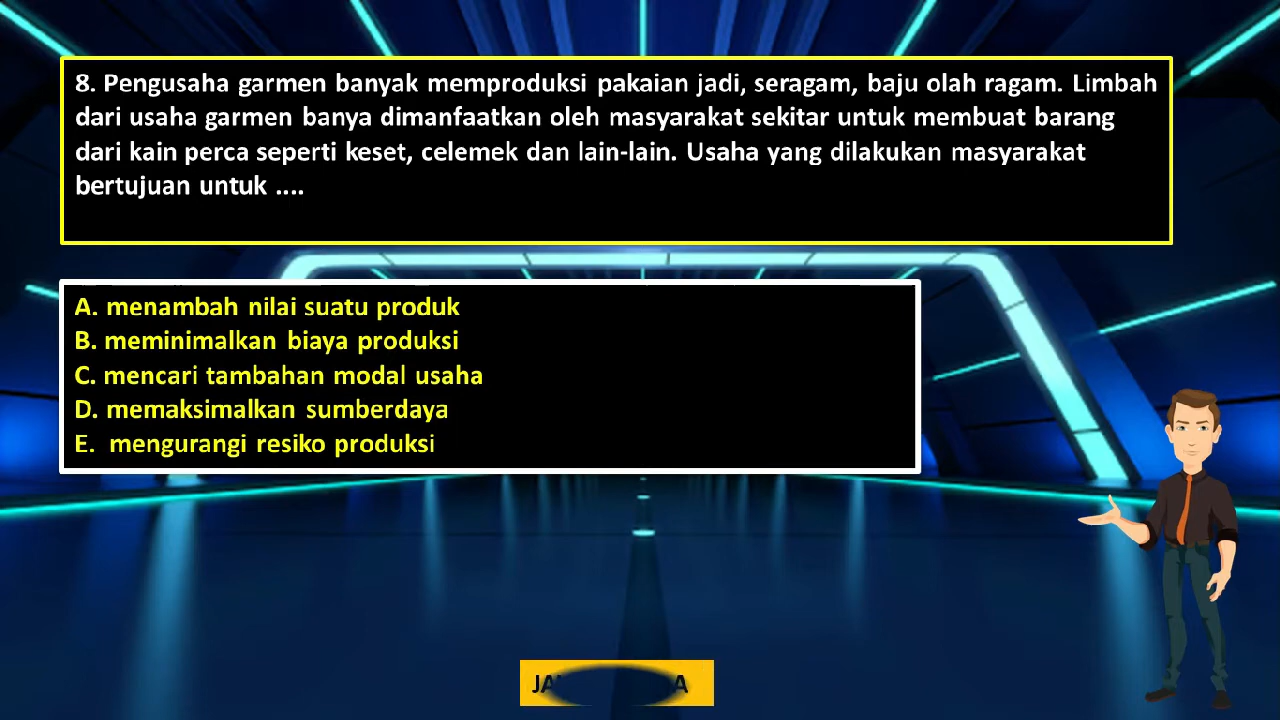 8. Pengusaha garmen banyak memproduksi pakaian jadi, seragam, baju olah ragam. Limbah
dari usaha garmen banya dimanfaatkan oleh masyarakat sekitar untuk membuat barang
dari kain perca seperti keset, celemek dan lain-lain. Usaha yang dilakukan masyarakat
bertujuan untuk ....
A. menambah nilai suatu produk
B. meminimalkan biaya produksi
C. mencari tambahan modal usaha
D. memaksimalkan sumberdaya
E. mengurangi resiko produksi